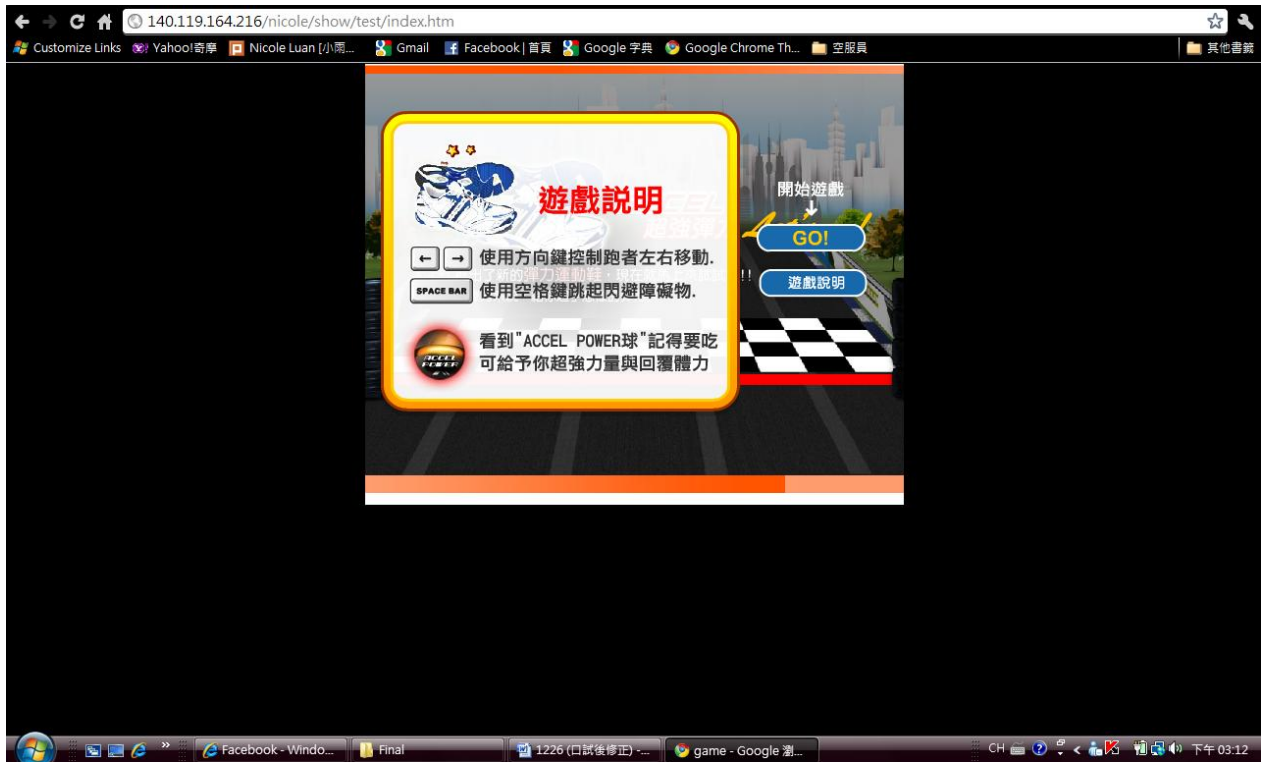 140.119.164.216/nicole/show/test/index.htm
Customize Links Yahoo!奇摩 Nicole Luan [小雨... Gmail Facebook | 首頁 Google 字典 Google Chrome Th... 空服員 其他書籤
遊戲説明
← → 使用方向鍵控制跑者左右移動.
SPACE BAR 使用空格鍵跳起閃避障礙物.
ACCEL POWER
看到"ACCEL POWER球"記得要吃
可給予你超強力量與回覆體力
開始遊戲
↓
GO!
遊戲說明
Facebook - Windo... Final 1226 (口試後修正) -... game - Google 瀏... CH 下午 03:12